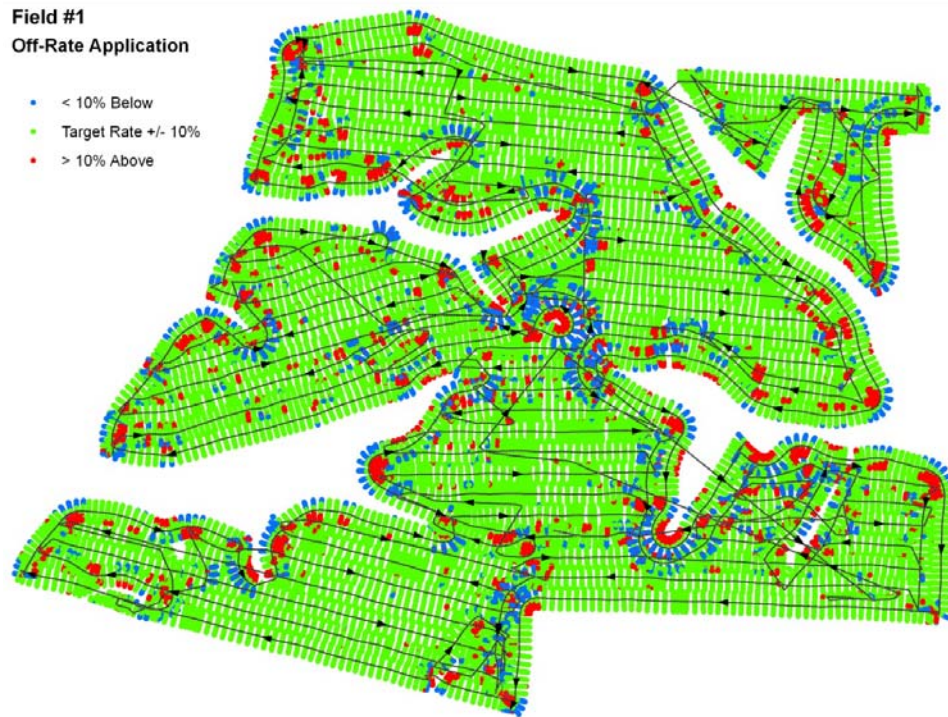 Field #1
Off-Rate Application
< 10% Below
Target Rate +/- 10%
> 10% Above